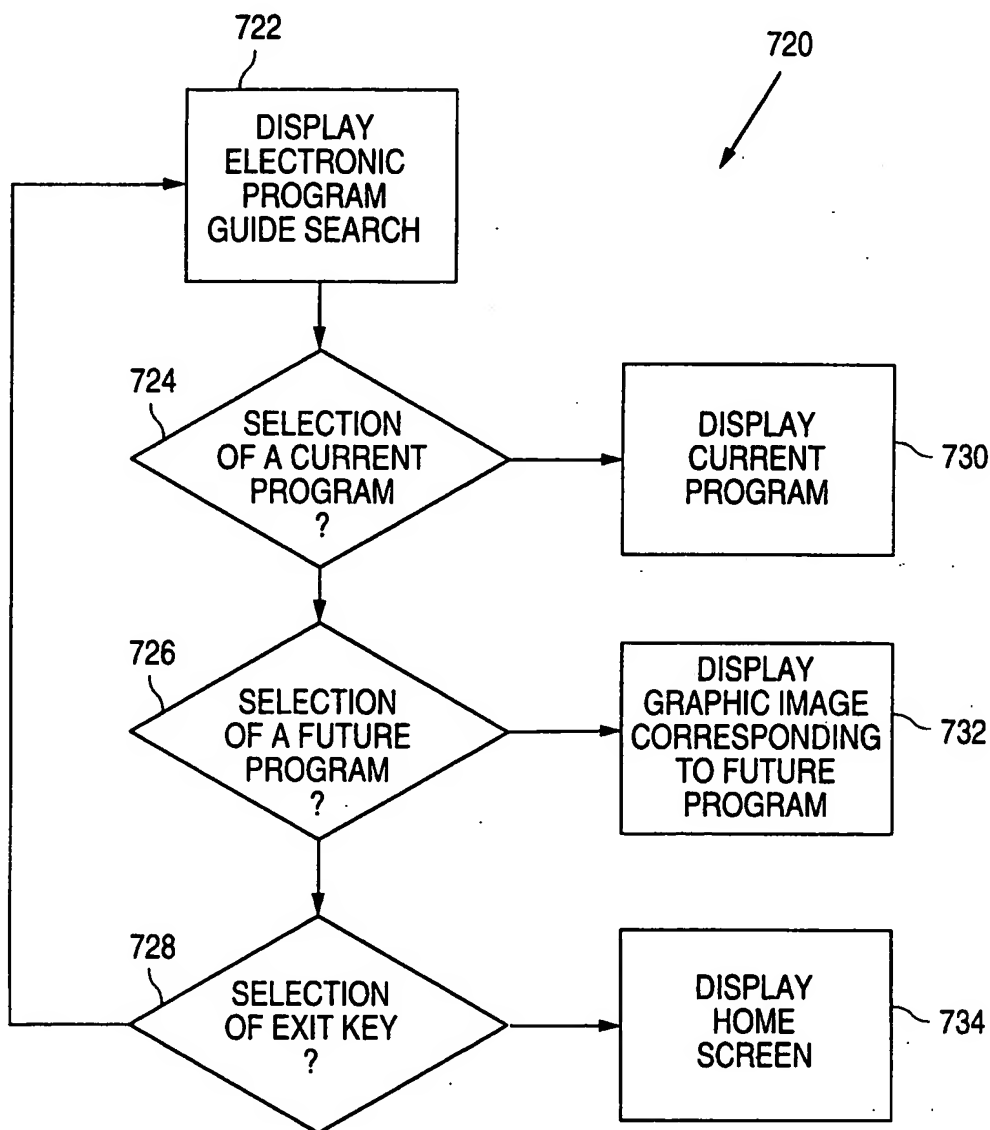 722
720
DISPLAY
ELECTRONIC
PROGRAM
GUIDE SEARCH
724
SELECTION
OF A CURRENT
PROGRAM
?
DISPLAY
CURRENT
PROGRAM
730
726
SELECTION
OF A FUTURE
PROGRAM
?
DISPLAY
GRAPHIC IMAGE
CORRESPONDING
TO FUTURE
PROGRAM
732
728
SELECTION
OF EXIT KEY
?
DISPLAY
HOME
SCREEN
734